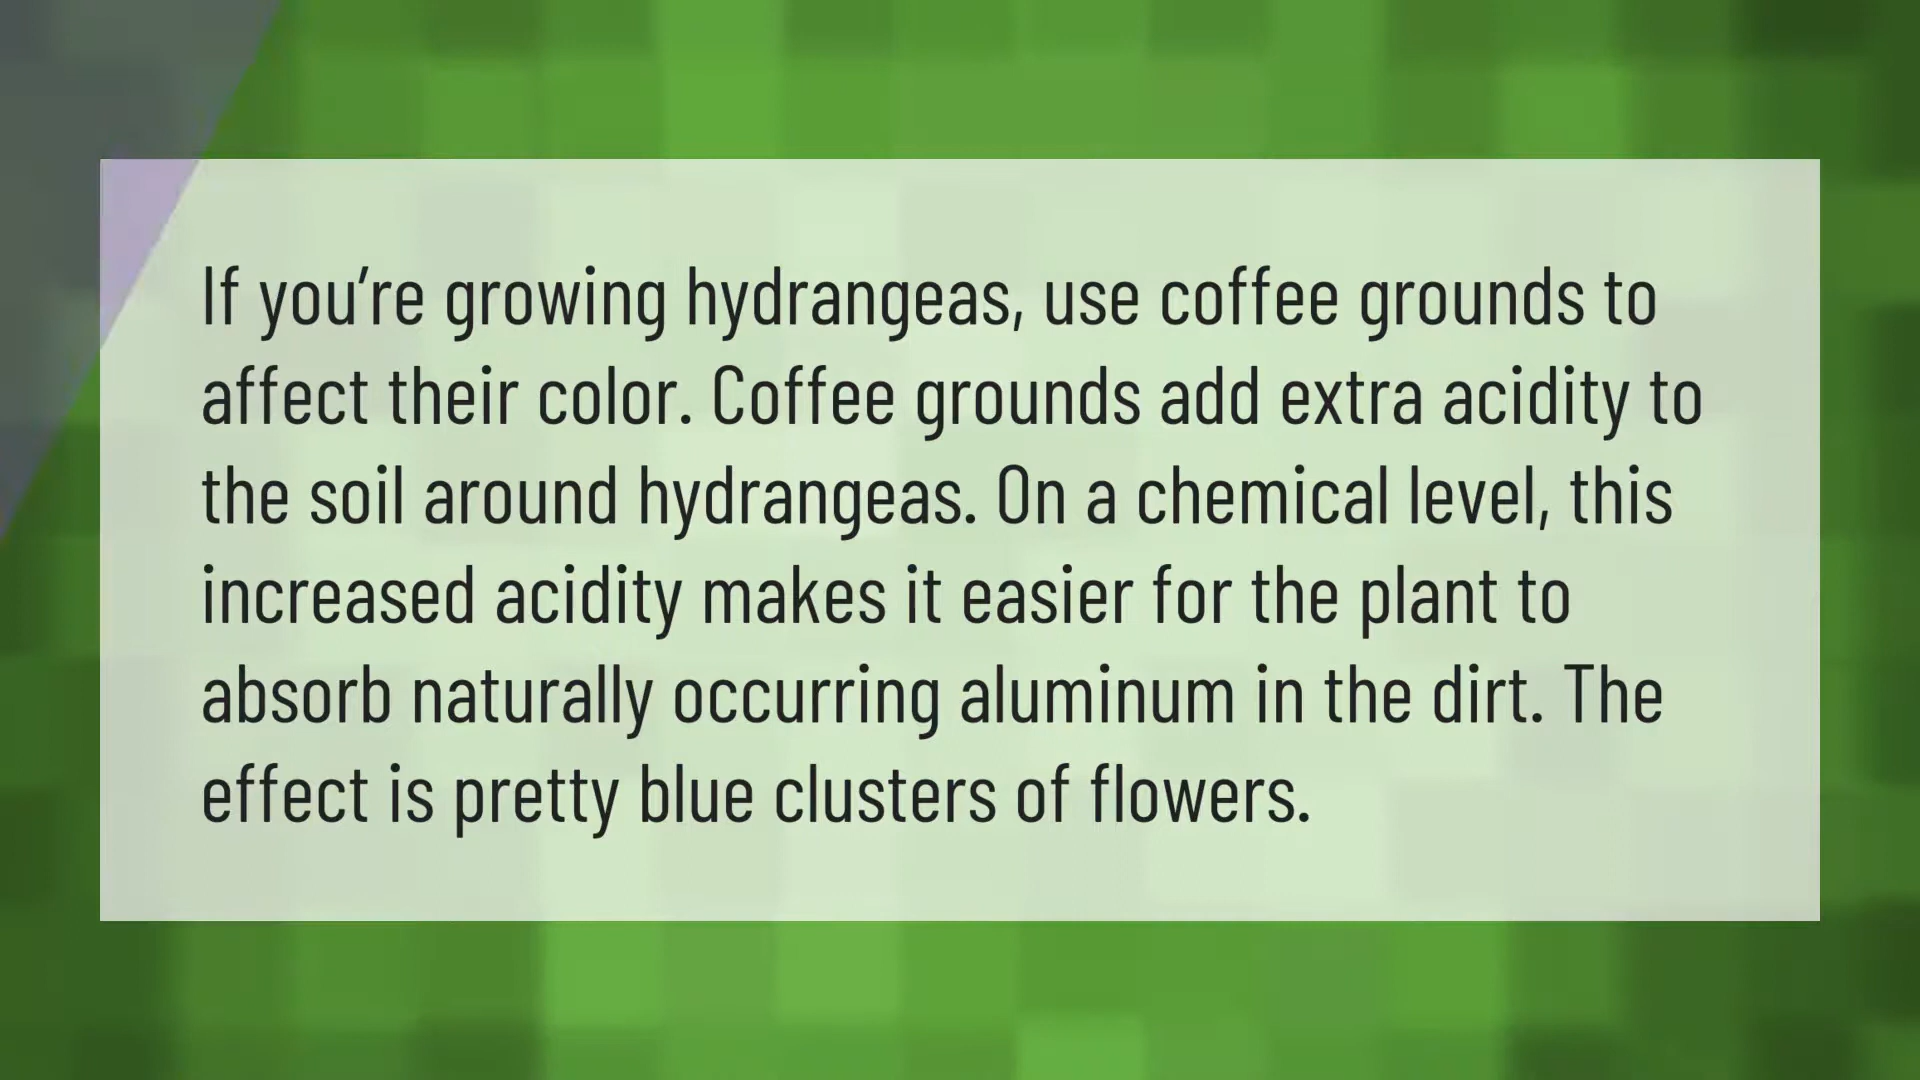 If you’re growing hydrangeas, use coffee grounds to
affect their color. Coffee grounds add extra acidity to
the soil around hydrangeas. On a chemical level, this
increased acidity makes it easier for the plant to
absorb naturally occurring aluminum in the dirt. The
effect is pretty blue clusters of flowers.